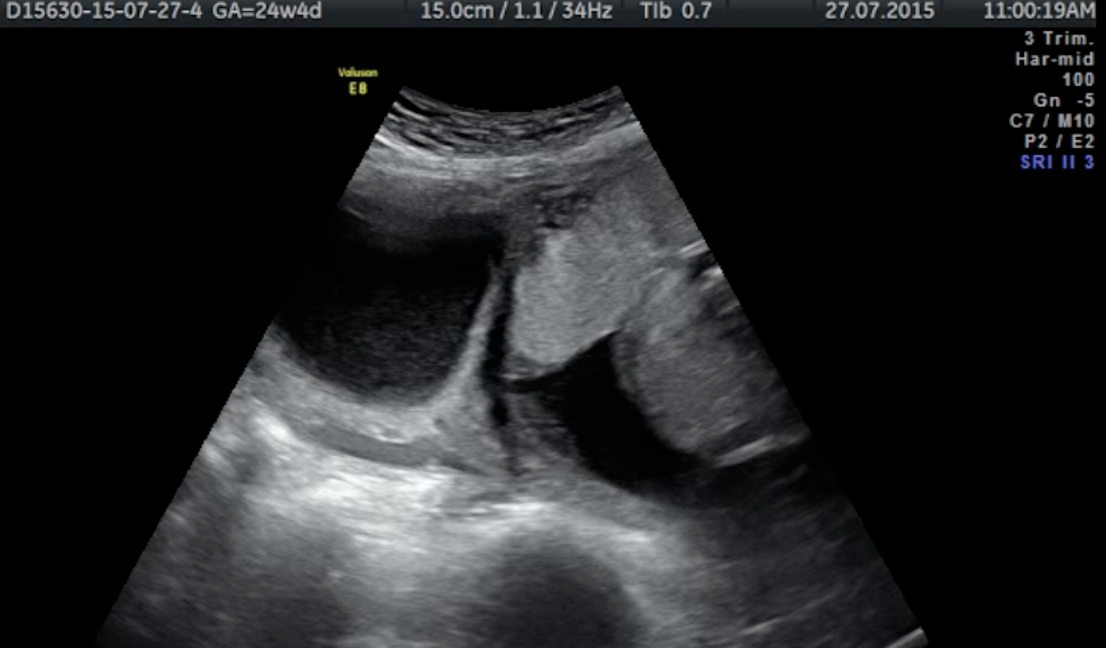 D15630-15-07-27-4 GA=24w4d 15.0cm / 1.1 / 34Hz TIb 0.7 27.07.2015 11:00:19AM
3 Trim.
Har-mid
100
Gn -5
C7 / M10
P2 / E2
SRI II 3
Voluson
E8